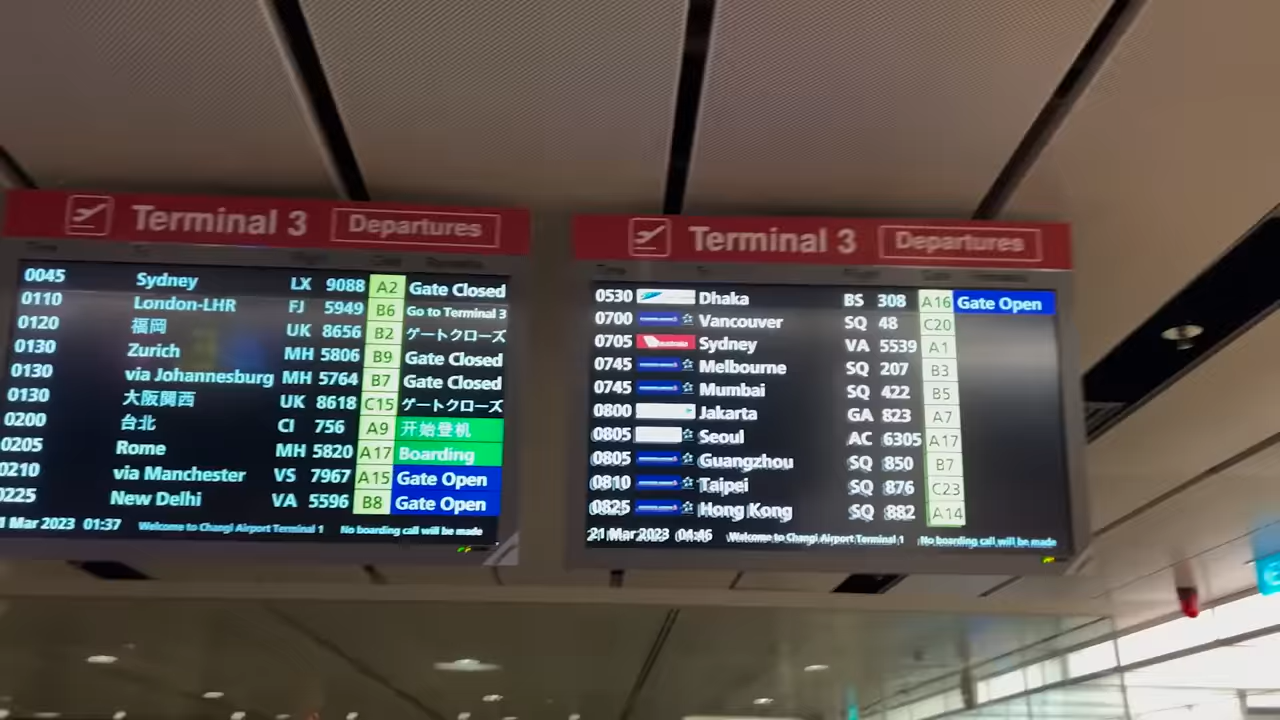 Terminal 3 Departures
0045 Sydney LX 9088 A2 Gate Closed
0110 London-LHR FJ 5949 B6 Go to Terminal 3
0120 福岡 UK 8656 B2 ゲートクローズ
0130 Zurich MH 5806 B9 Gate Closed
0130 via Johannesburg MH 5764 B7 Gate Closed
0130 大阪関西 UK 8618 C15 ゲートクローズ
0200 台北 CI 756 A9 开始登机
0205 Rome MH 5820 A17 Boarding
0210 via Manchester VS 7967 A15 Gate Open
0225 New Delhi VA 5596 B8 Gate Open
1 Mar 2023 01:37 Welcome to Changi Airport Terminal 1 No boarding call will be made
Terminal 3 Departures
0530 Dhaka BS 308 A16 Gate Open
0700 Vancouver SQ 48 C20
0705 Sydney VA 5539 A1
0745 Melbourne SQ 207 B3
0745 Mumbai SQ 422 B5
0800 Jakarta GA 823 A7
0805 Seoul AC 6305 A17
0805 Guangzhou SQ 850 B7
0810 Taipei SQ 876 C23
0825 Hong Kong SQ 882 A14
21 Mar 2023 04:46 Welcome to Changi Airport Terminal 1 No boarding call will be made